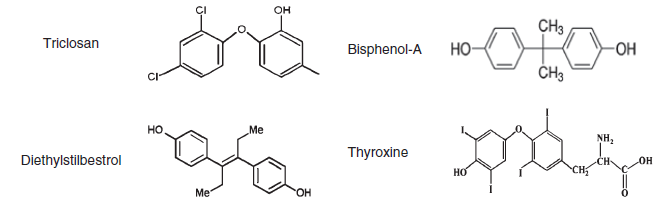 Triclosan
Cl
OH
O
Cl
Bisphenol-A
HO
CH3
CH3
OH
Diethylstilbestrol
HO
Me
Me
OH
Thyroxine
I
O
I
NH2
HO
I
I
CH2
CH
C
OH
O